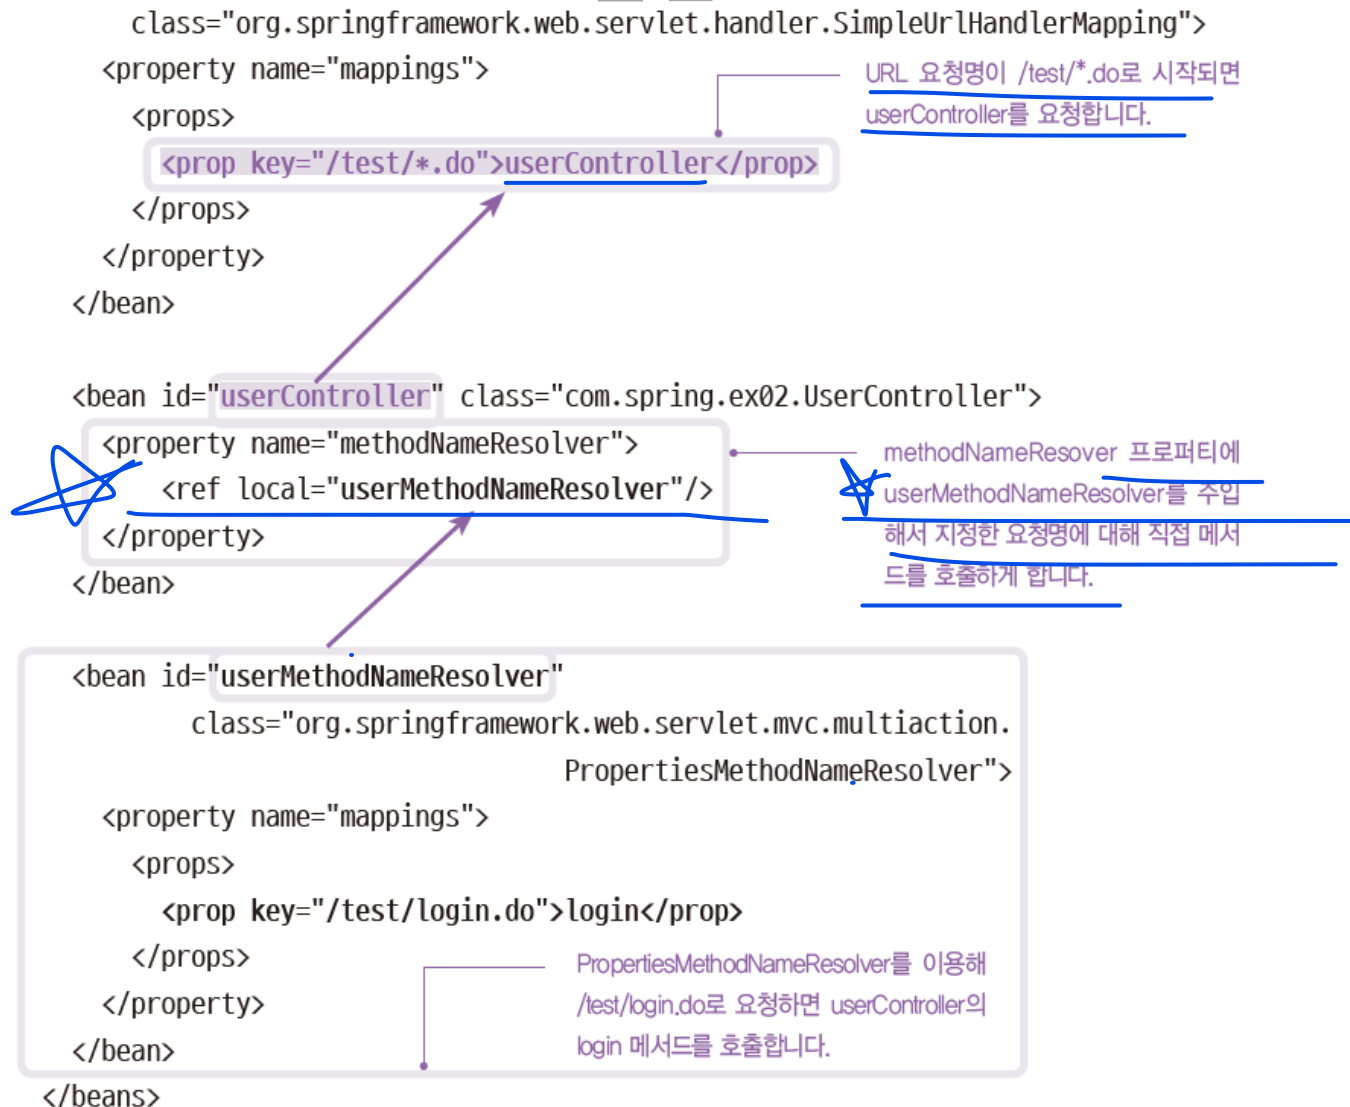 class="org.springframework.web.servlet.handler.SimpleUrlHandlerMapping">
<property name="mappings">
URL 요청명이 /test/*.do로 시작되면
userController를 요청합니다.
<props>
<prop key="/test/*.do">userController</prop>
</props>
</property>
</bean>
<bean id="userController" class="com.spring.ex02.UserController">
<property name="methodNameResolver">
<ref local="userMethodNameResolver"/>
</property>
</bean>
methodNameResover 프로퍼티에
userMethodNameResolver를 주입
해서 지정한 요청명에 대해 직접 메서
드를 호출하게 합니다.
<bean id="userMethodNameResolver"
class="org.springframework.web.servlet.mvc.multiaction.
PropertiesMethodNameResolver">
<property name="mappings">
<props>
<prop key="/test/login.do">login</prop>
</props>
</property>
</bean>
PropertiesMethodNameResolver를 이용해
/test/login.do로 요청하면 userController의
login 메서드를 호출합니다.
</beans>